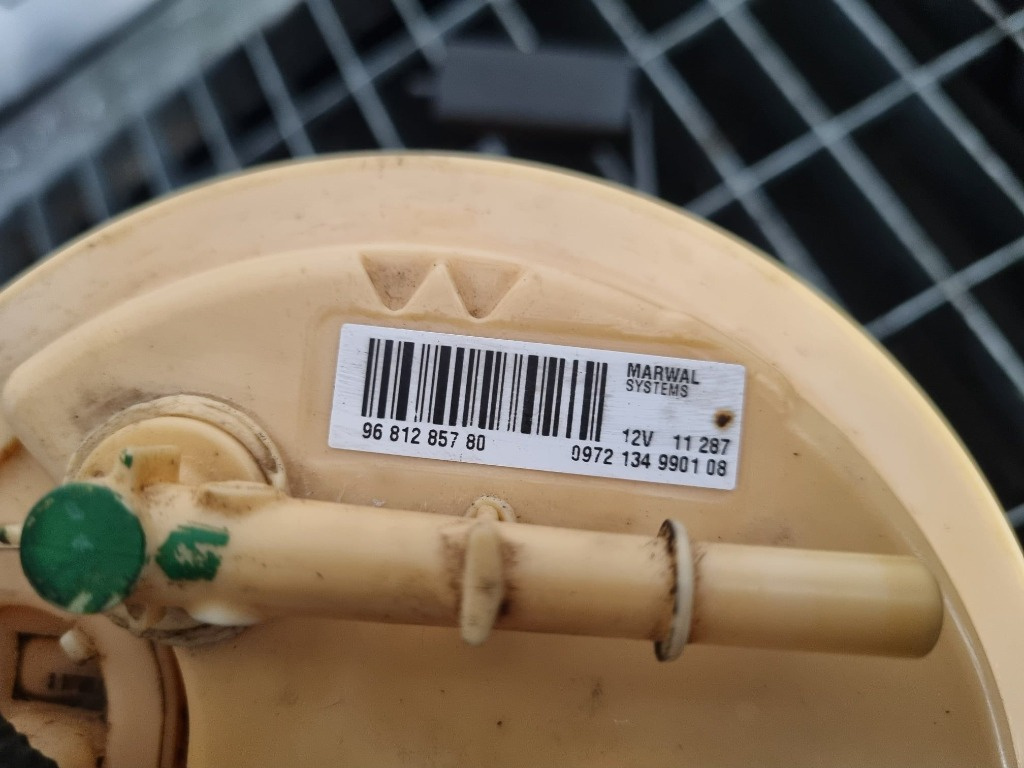 MARWAL
SYSTEMS
96 812 857 80
12V 11 287
0972 134 9901 08